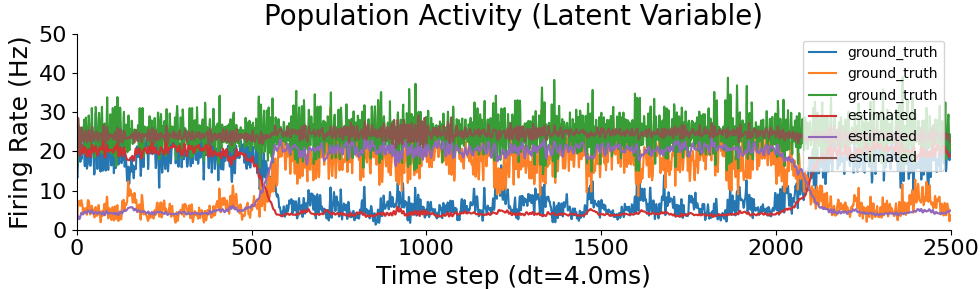 Population Activity (Latent Variable)
Firing Rate (Hz)
50
40
30
20
10
0
ground_truth
ground_truth
ground_truth
estimated
estimated
estimated
0 500 1000 1500 2000 2500
Time step (dt=4.0ms)